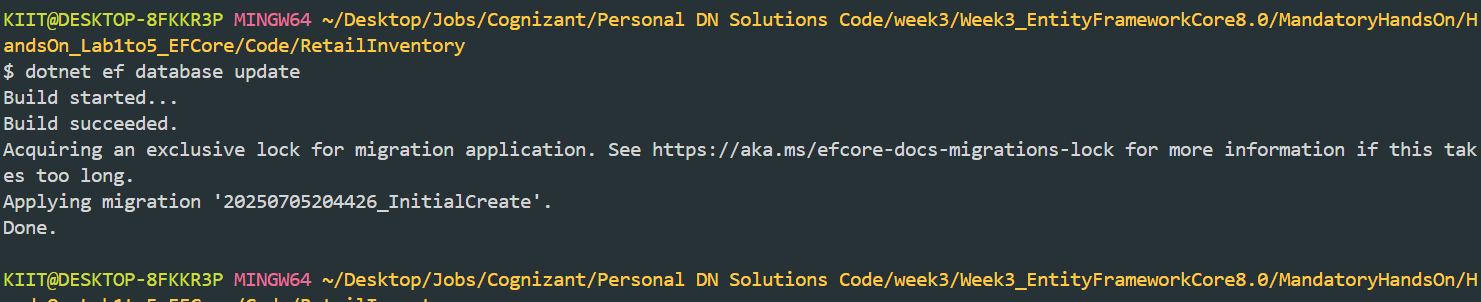 KIIT@DESKTOP-8FKKR3P MINGW64 ~/Desktop/Jobs/Cognizant/Personal DN Solutions Code/week3/Week3_EntityFrameworkCore8.0/MandatoryHandsOn/H
andsOn_Lab1to5_EFCore/Code/RetailInventory
$ dotnet ef database update
Build started...
Build succeeded.
Acquiring an exclusive lock for migration application. See https://aka.ms/efcore-docs-migrations-lock for more information if this tak
es too long.
Applying migration '20250705204426_InitialCreate'.
Done.
KIIT@DESKTOP-8FKKR3P MINGW64 ~/Desktop/Jobs/Cognizant/Personal DN Solutions Code/week3/Week3_EntityFrameworkCore8.0/MandatoryHandsOn/H